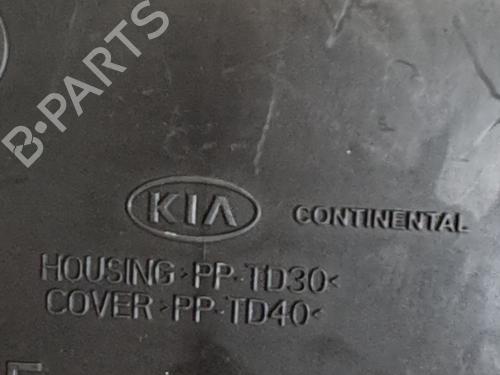 B-PARTS
KIA CONTINENTAL
HOUSING >PP-TD30<
COVER >PP-TD40<